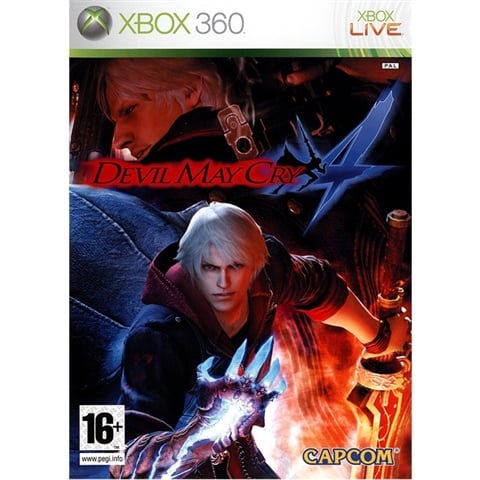 XBOX 360
XBOX
LIVE
PAL
DEVIL MAY CRY 4
16+
www.pegi.info
CAPCOM